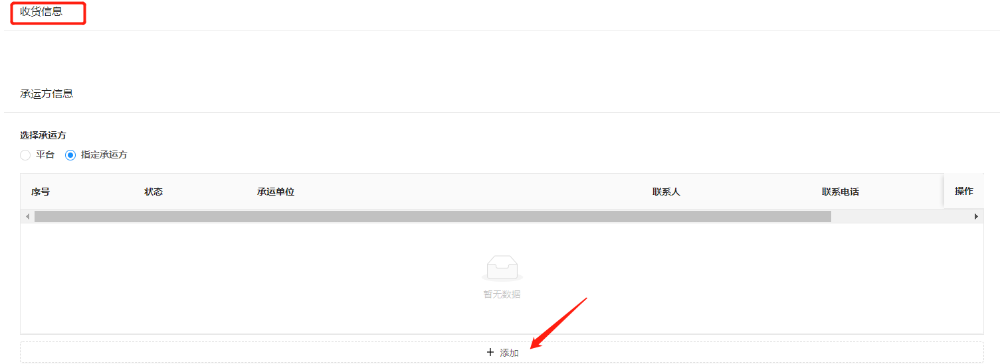 收货信息
承运方信息
选择承运方
平台 指定承运方
序号 状态 承运单位 联系人 联系电话 操作
暂无数据
+ 添加